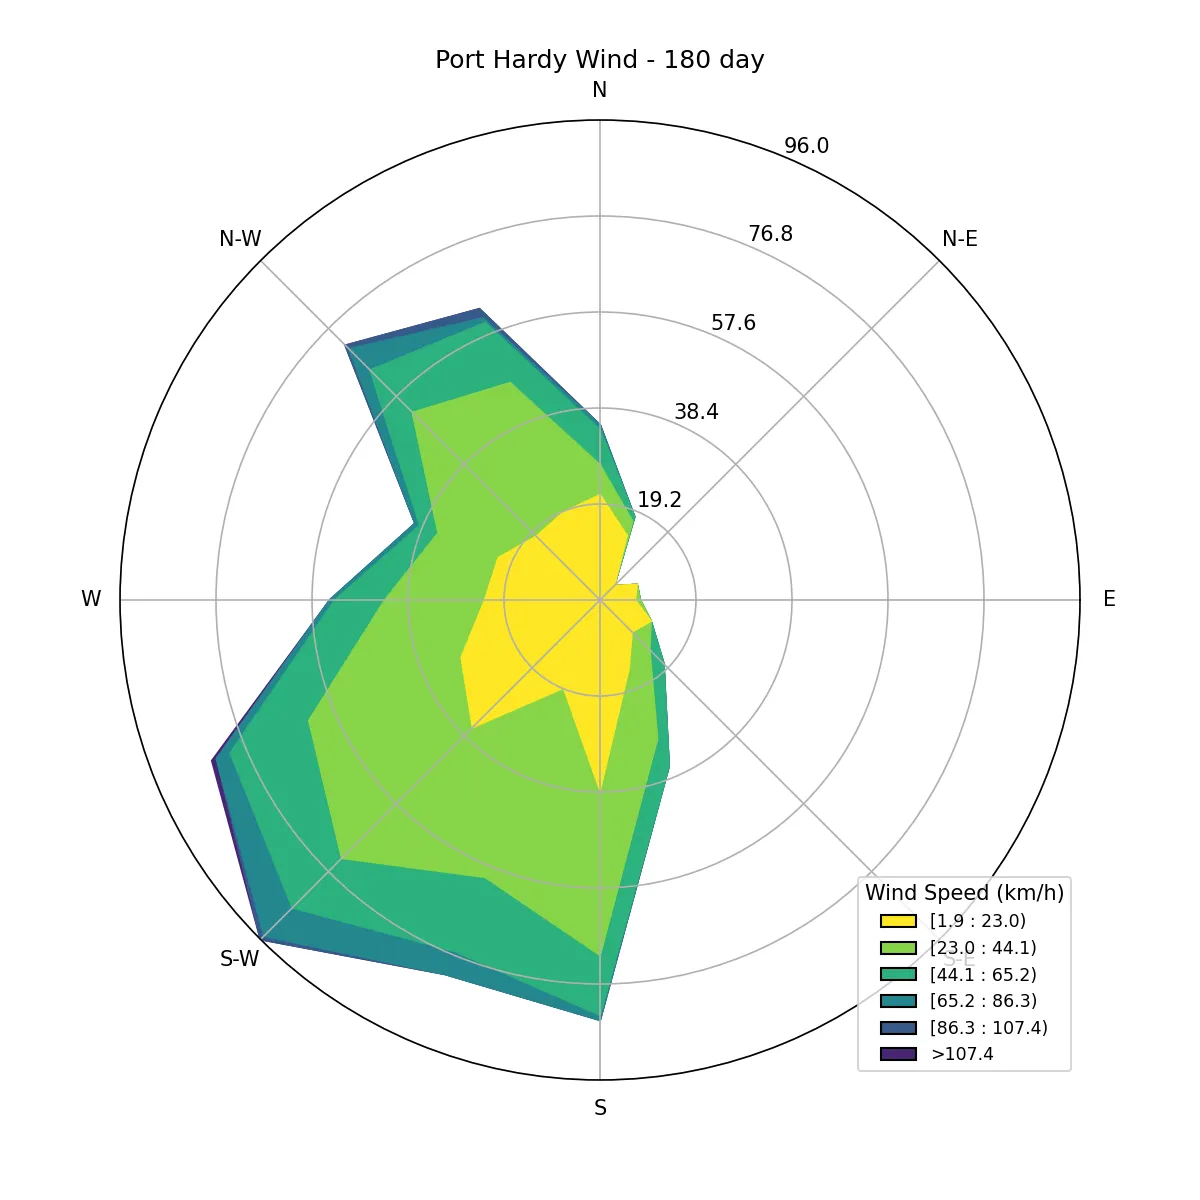 Port Hardy Wind - 180 day
N
96.0
N-W
N-E
76.8
57.6
38.4
19.2
W
E
S-W
S-E
S
Wind Speed (km/h)
[1.9 : 23.0)
[23.0 : 44.1)
[44.1 : 65.2)
[65.2 : 86.3)
[86.3 : 107.4)
>107.4